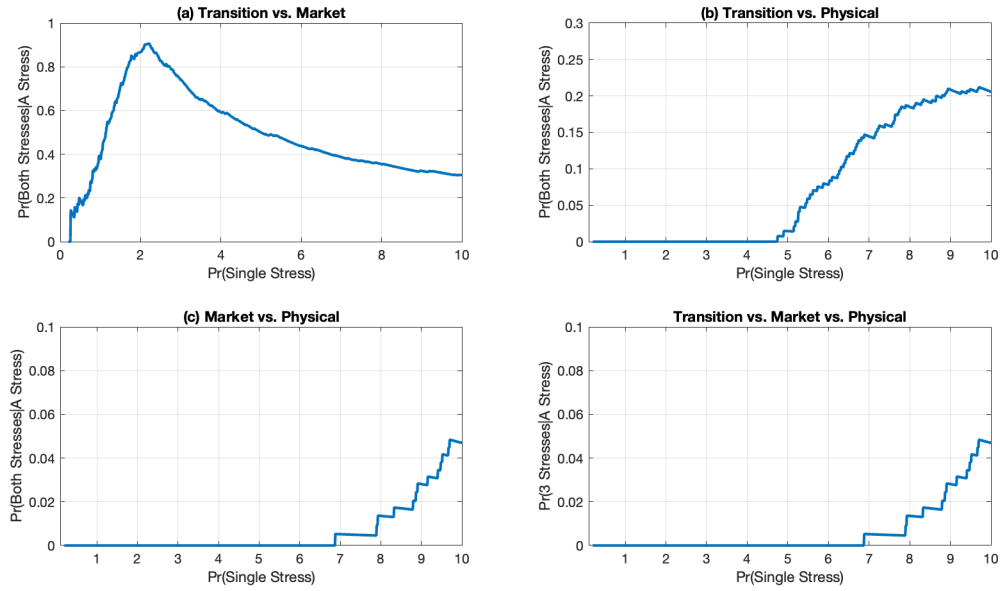 (a) Transition vs. Market
1
0.8
0.6
0.4
0.2
0
Pr(Both Stresses|A Stress)
0 2 4 6 8 10
Pr(Single Stress)
(b) Transition vs. Physical
0.3
0.25
0.2
0.15
0.1
0.05
0
Pr(Both Stresses|A Stress)
1 2 3 4 5 6 7 8 9 10
Pr(Single Stress)
(c) Market vs. Physical
0.1
0.08
0.06
0.04
0.02
0
Pr(Both Stresses|A Stress)
1 2 3 4 5 6 7 8 9 10
Pr(Single Stress)
Transition vs. Market vs. Physical
0.1
0.08
0.06
0.04
0.02
0
Pr(3 Stresses|A Stress)
1 2 3 4 5 6 7 8 9 10
Pr(Single Stress)